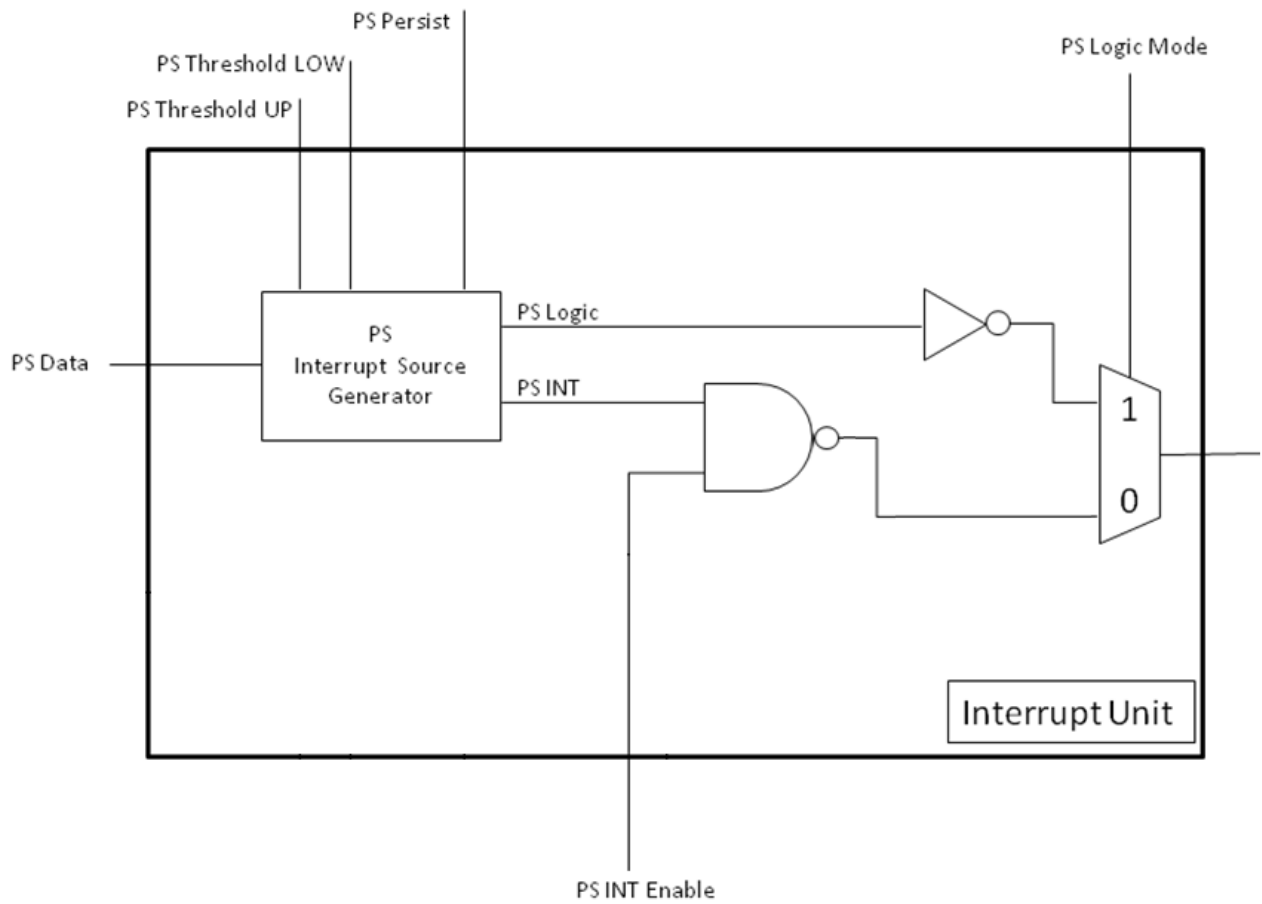 PS Persist
PS Logic Mode
PS Threshold LOW
PS Threshold UP
PS Logic
PS
Interrupt Source
Generator
PS Data
PS INT
1
0
Interrupt Unit
PS INT Enable